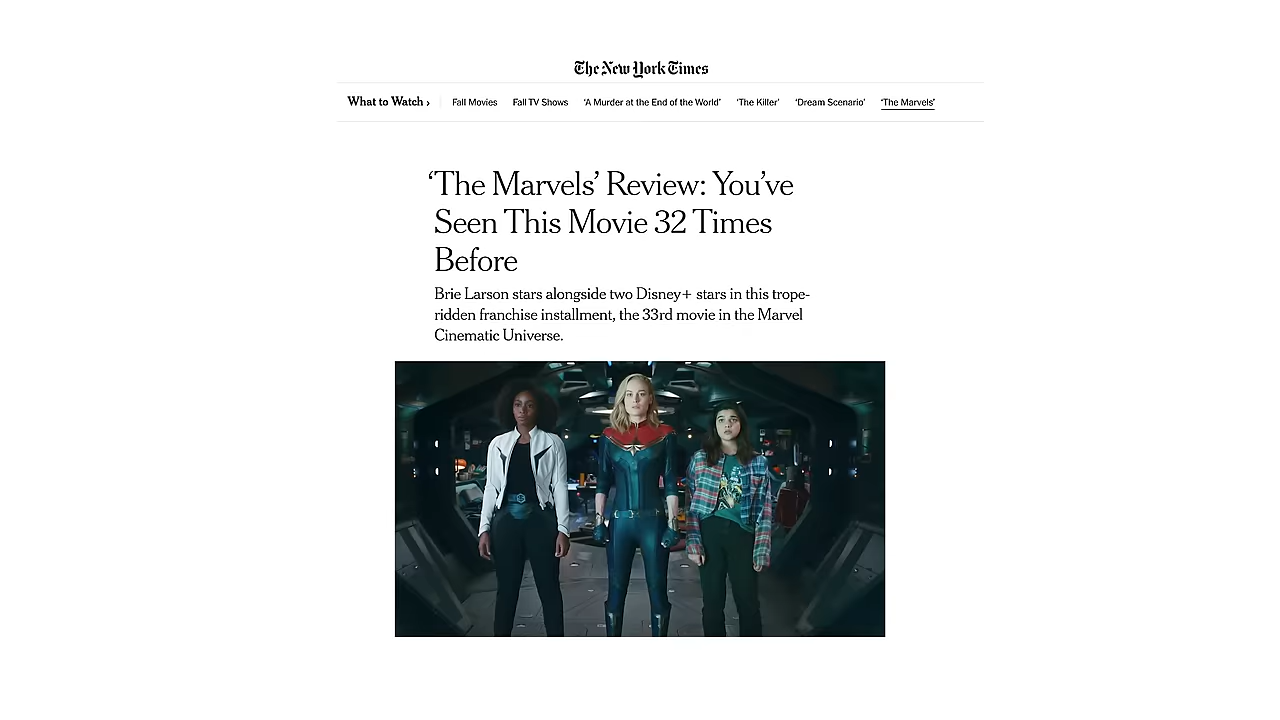 The New York Times
What to Watch › Fall Movies Fall TV Shows ‘A Murder at the End of the World’ ‘The Killer’ ‘Dream Scenario’ ‘The Marvels’
‘The Marvels’ Review: You’ve
Seen This Movie 32 Times
Before
Brie Larson stars alongside two Disney+ stars in this trope-
ridden franchise installment, the 33rd movie in the Marvel
Cinematic Universe.